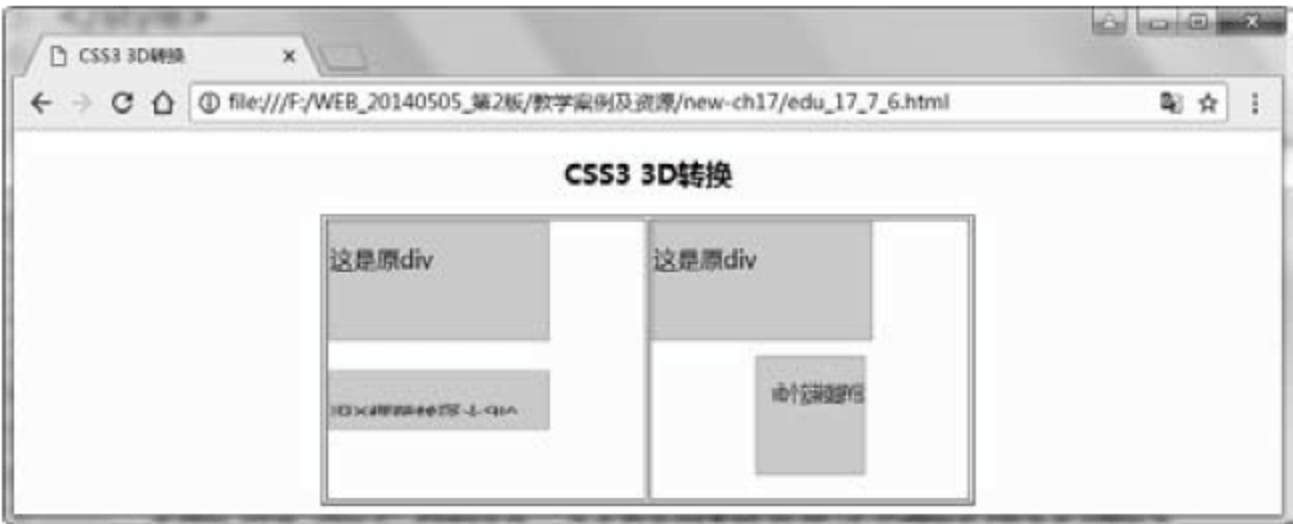 </style>
CSS3 3D转换
file:///F:/WEB_20140505_第2版/教学案例及资源/new-ch17/edu_17_7_6.html
CSS3 3D转换
这是原div
这是原div